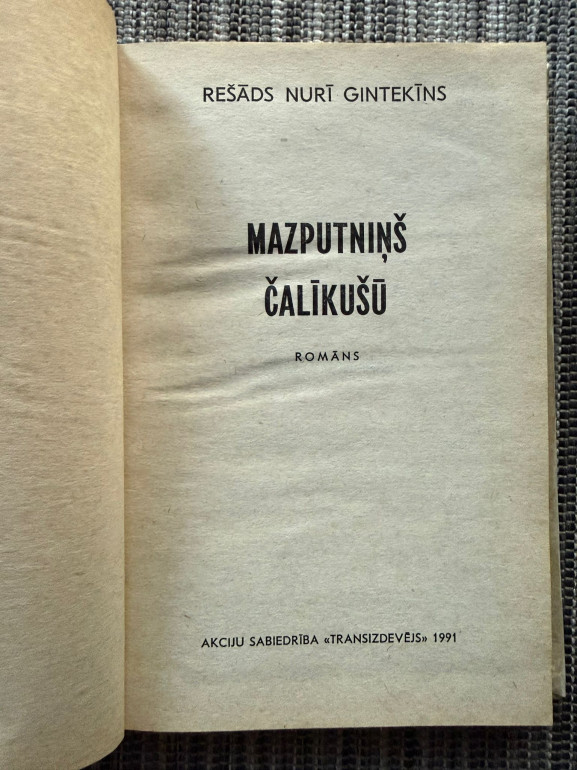 REŠĀDS NURĪ GINTEKĪNS
MAZPUTNIŅŠ
ČALĪKUŠŪ
ROMĀNS
AKCIJU SABIEDRĪBA «TRANSIZDEVĒJS» 1991